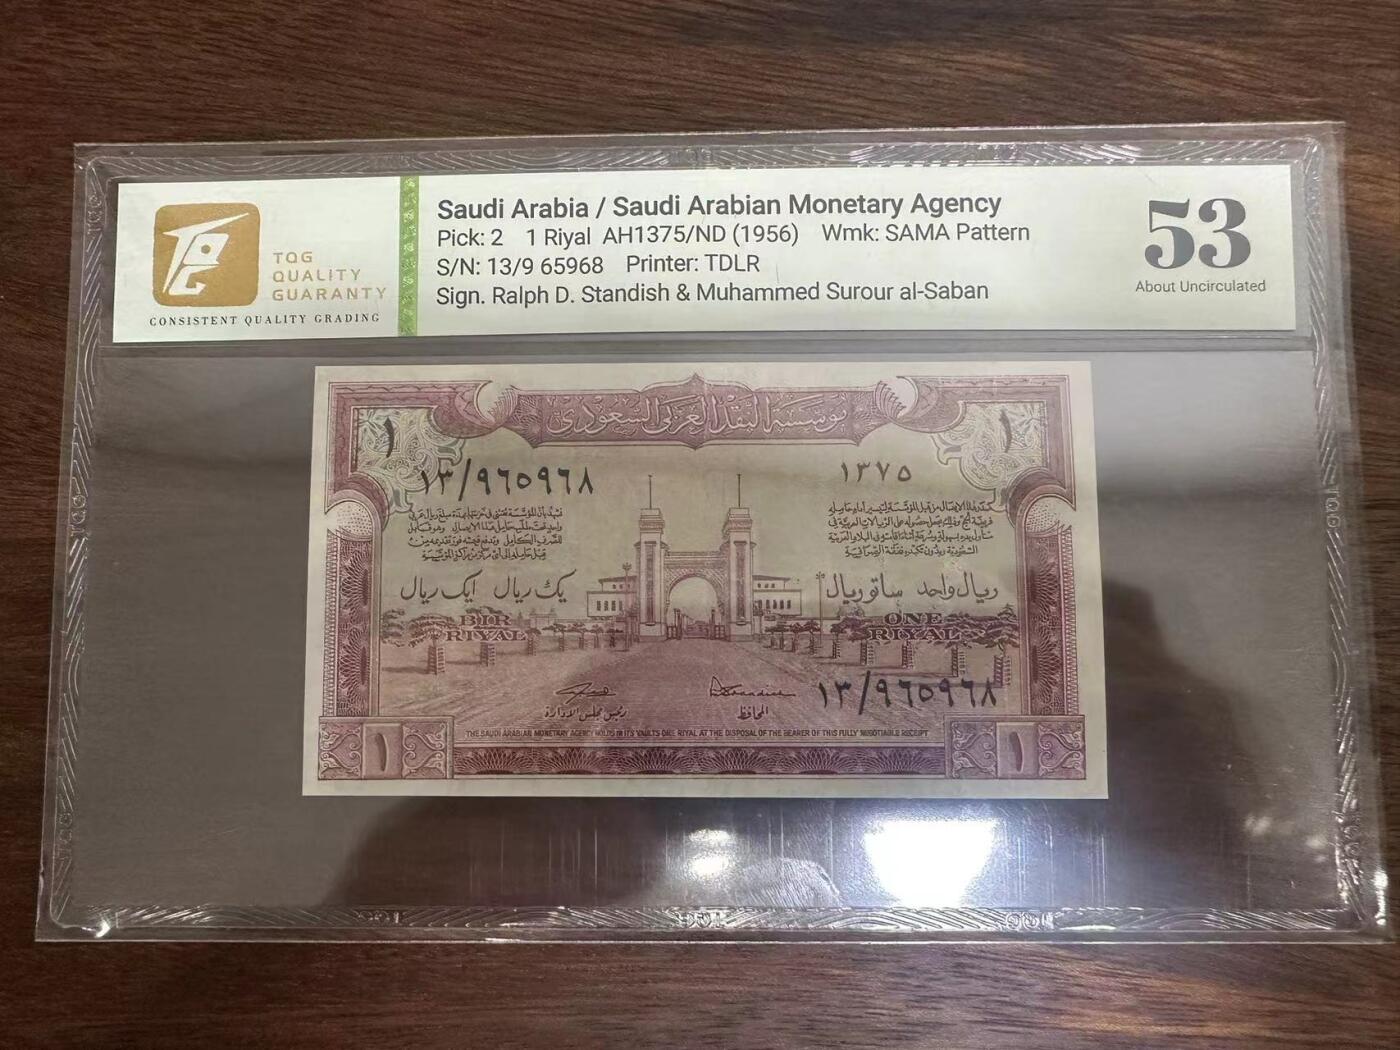 TQG
QUALITY
GUARANTY
CONSISTENT QUALITY GRADING
Saudi Arabia / Saudi Arabian Monetary Agency
Pick: 2 1 Riyal AH1375/ND (1956) Wmk: SAMA Pattern
S/N: 13/9 65968 Printer: TDLR
Sign. Ralph D. Standish & Muhammed Surour al-Saban
53
About Uncirculated
مؤسسة النقد العربي السعودي
١
١
١٣/٩٦٥٩٦٨
١٣٧٥
ريال واحد ساتو ريال
يك ريال ايک ريال
BIR
RIYAL
ONE
RIYAL
١٣/٩٦٥٩٦٨
رئيس مجلس الادارة
المحافظ
THE SAUDI ARABIAN MONETARY AGENCY HOLDS IN ITS VAULTS ONE RIYAL AT THE DISPOSAL OF THE BEARER OF THIS FULLY NEGOTIABLE RECEIPT
١
١